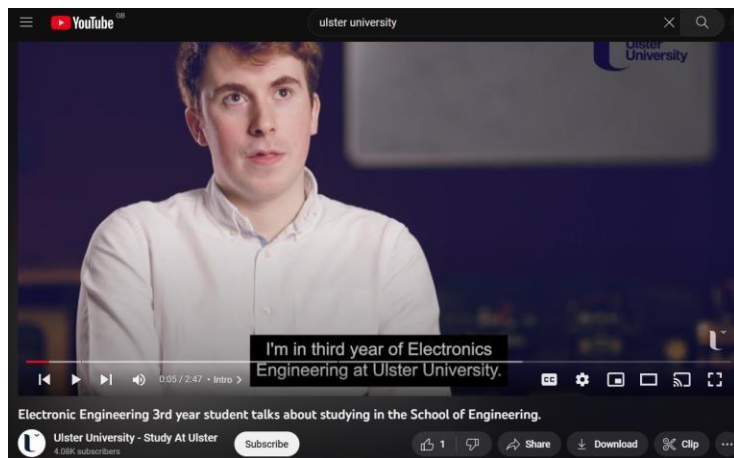 YouTube GB
ulster university
Ulster
University
I'm in third year of Electronics
Engineering at Ulster University.
0:05 / 2:47 • Intro
CC
Electronic Engineering 3rd year student talks about studying in the School of Engineering.
Ulster University - Study At Ulster
4.08K subscribers
Subscribe
1
Share
Download
Clip